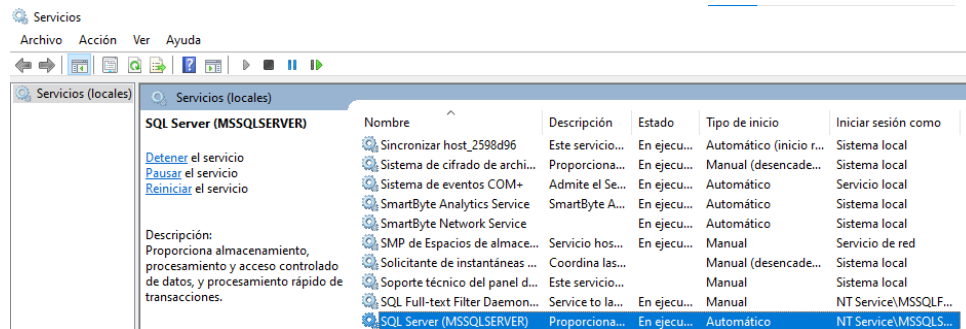 Servicios
Archivo Acción Ver Ayuda
Servicios (locales)
Servicios (locales)
SQL Server (MSSQLSERVER)
Detener el servicio
Pausar el servicio
Reiniciar el servicio
Descripción:
Proporciona almacenamiento,
procesamiento y acceso controlado
de datos, y procesamiento rápido de
transacciones.
Nombre Descripción Estado Tipo de inicio Iniciar sesión como
Sincronizar host_2598d96 Este servicio... En ejecu... Automático (inicio r... Sistema local
Sistema de cifrado de archi... Proporciona... En ejecu... Manual (desencade... Sistema local
Sistema de eventos COM+ Admite el Se... En ejecu... Automático Servicio local
SmartByte Analytics Service SmartByte A... En ejecu... Automático Sistema local
SmartByte Network Service En ejecu... Automático Sistema local
SMP de Espacios de almace... Servicio hos... En ejecu... Manual Servicio de red
Solicitante de instantáneas ... Coordina las... Manual (desencade... Sistema local
Soporte técnico del panel d... Este servicio... Manual Sistema local
SQL Full-text Filter Daemon... Service to la... En ejecu... Manual NT Service\MSSQLF...
SQL Server (MSSQLSERVER) Proporciona... En ejecu... Automático NT Service\MSSQLS...